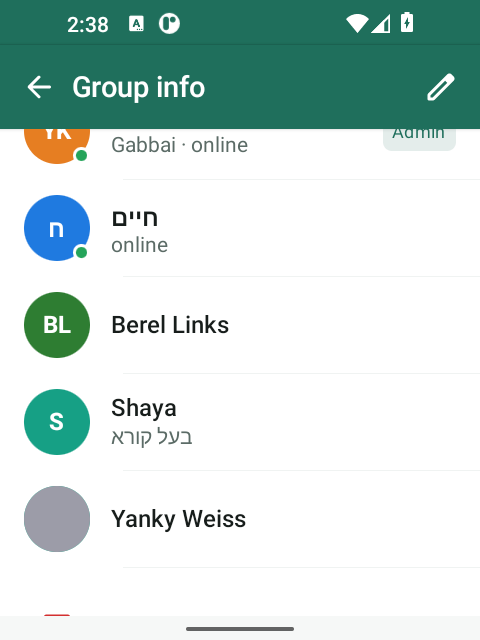 2:38
Group info
YK
Gabbai · online
Admin
ח
חיים
online
BL
Berel Links
S
Shaya
בעל קורא
Yanky Weiss